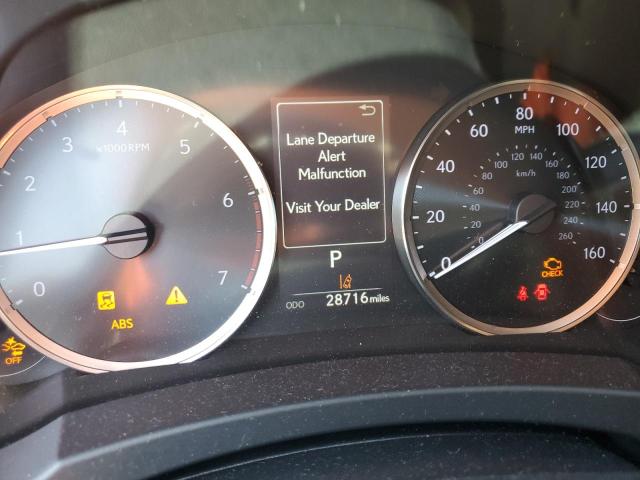 0
1
2
3
4
5
6
7
x1000 RPM
ABS
OFF
Lane Departure
Alert
Malfunction
Visit Your Dealer
P
ODO 28716 miles
0
20
40
60
80
100
120
140
160
MPH
0
20
40
60
80
100
120
140
160
180
200
220
240
260
km/h
CHECK